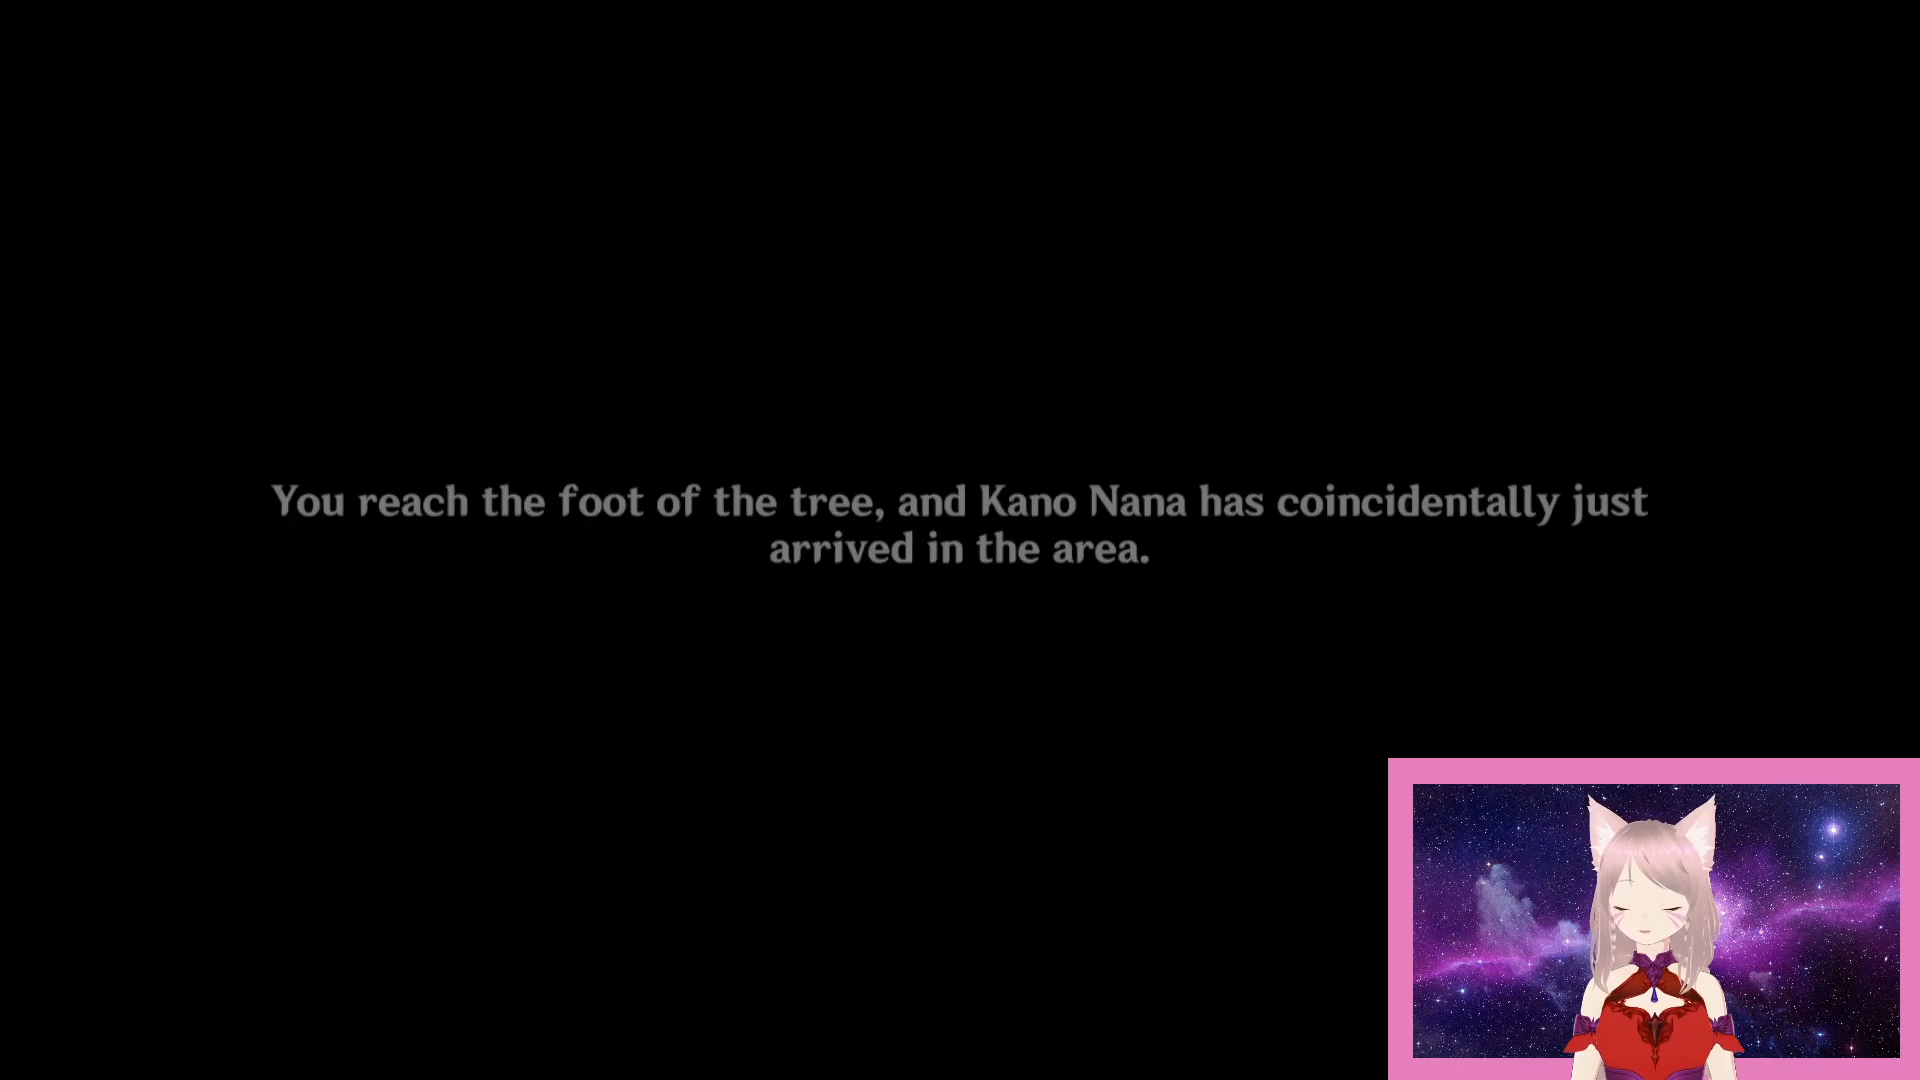 You reach the foot of the tree, and Kano Nana has coincidentally just
arrived in the area.